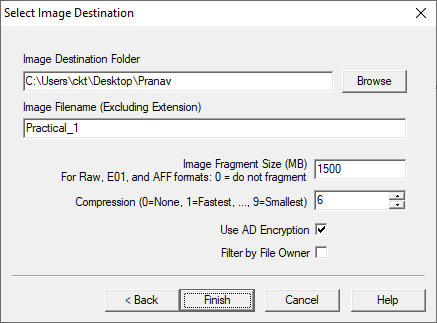 Select Image Destination
Image Destination Folder
C:\Users\ckt\Desktop\Pranav
Browse
Image Filename (Excluding Extension)
Practical_1
Image Fragment Size (MB)
1500
For Raw, E01, and AFF formats: 0 = do not fragment
Compression (0=None, 1=Fastest, ..., 9=Smallest)
6
Use AD Encryption
Filter by File Owner
< Back
Finish
Cancel
Help